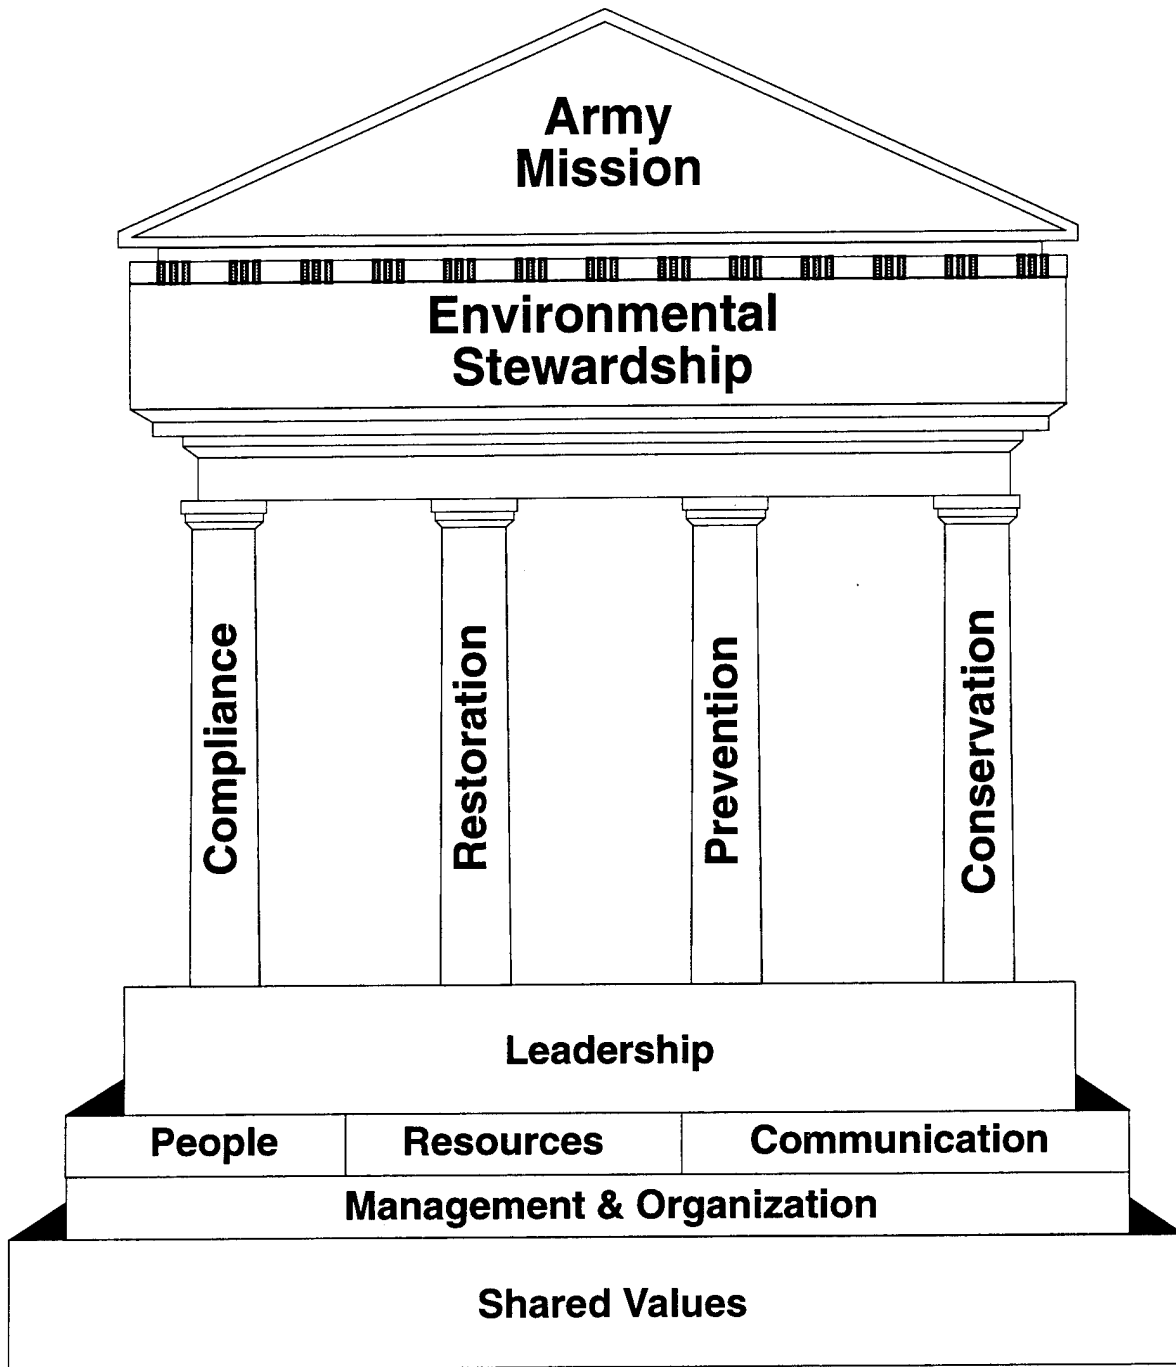 Army
Mission
Environmental
Stewardship
Compliance
Restoration
Prevention
Conservation
Leadership
People
Resources
Communication
Management & Organization
Shared Values